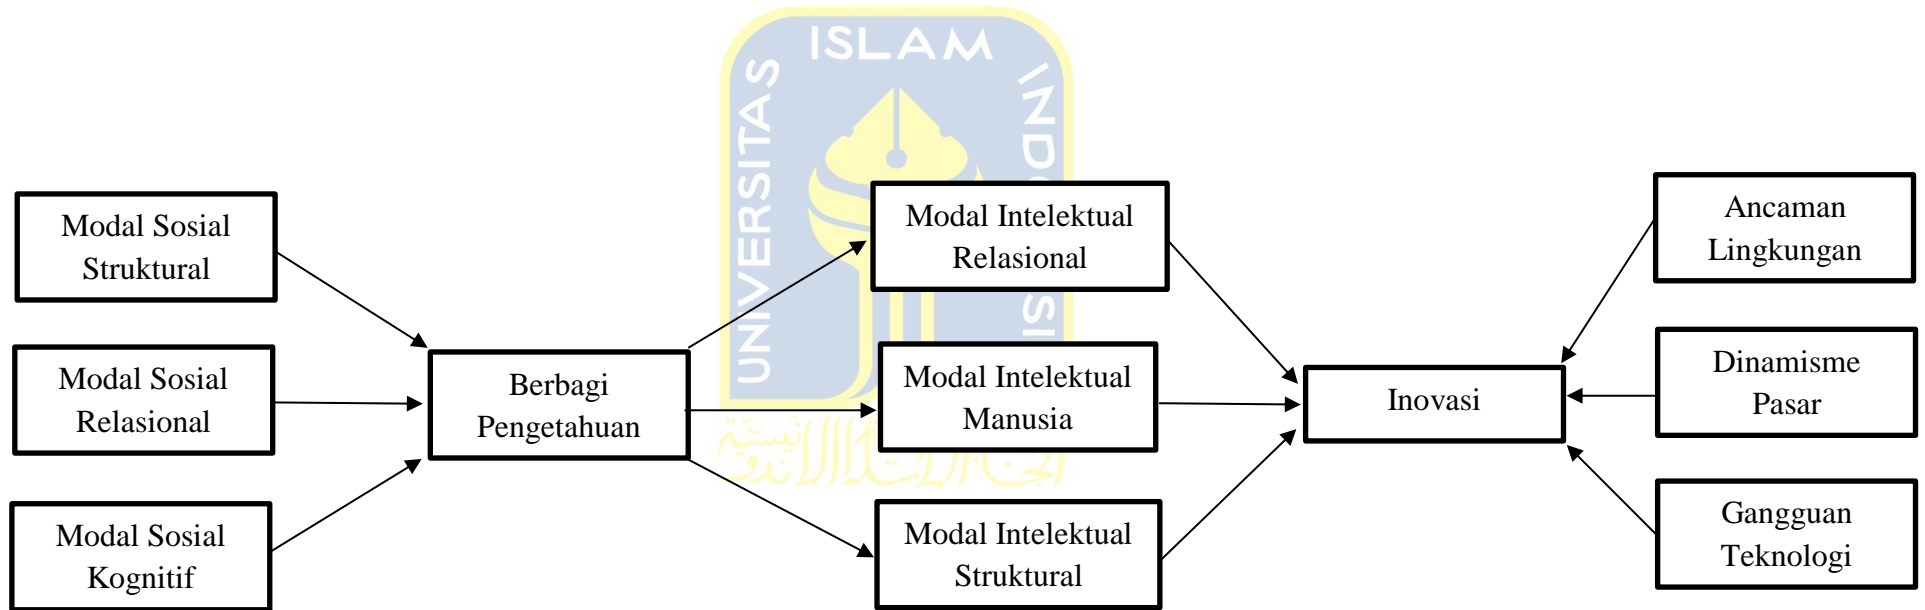 UNIVERSITAS
ISLAM
Modal Sosial
Struktural
Modal Sosial
Relasional
Modal Sosial
Kognitif
Berbagi
Pengetahuan
Modal Intelektual
Relasional
Modal Intelektual
Manusia
Modal Intelektual
Struktural
Inovasi
Ancaman
Lingkungan
Dinamisme
Pasar
Gangguan
Teknologi